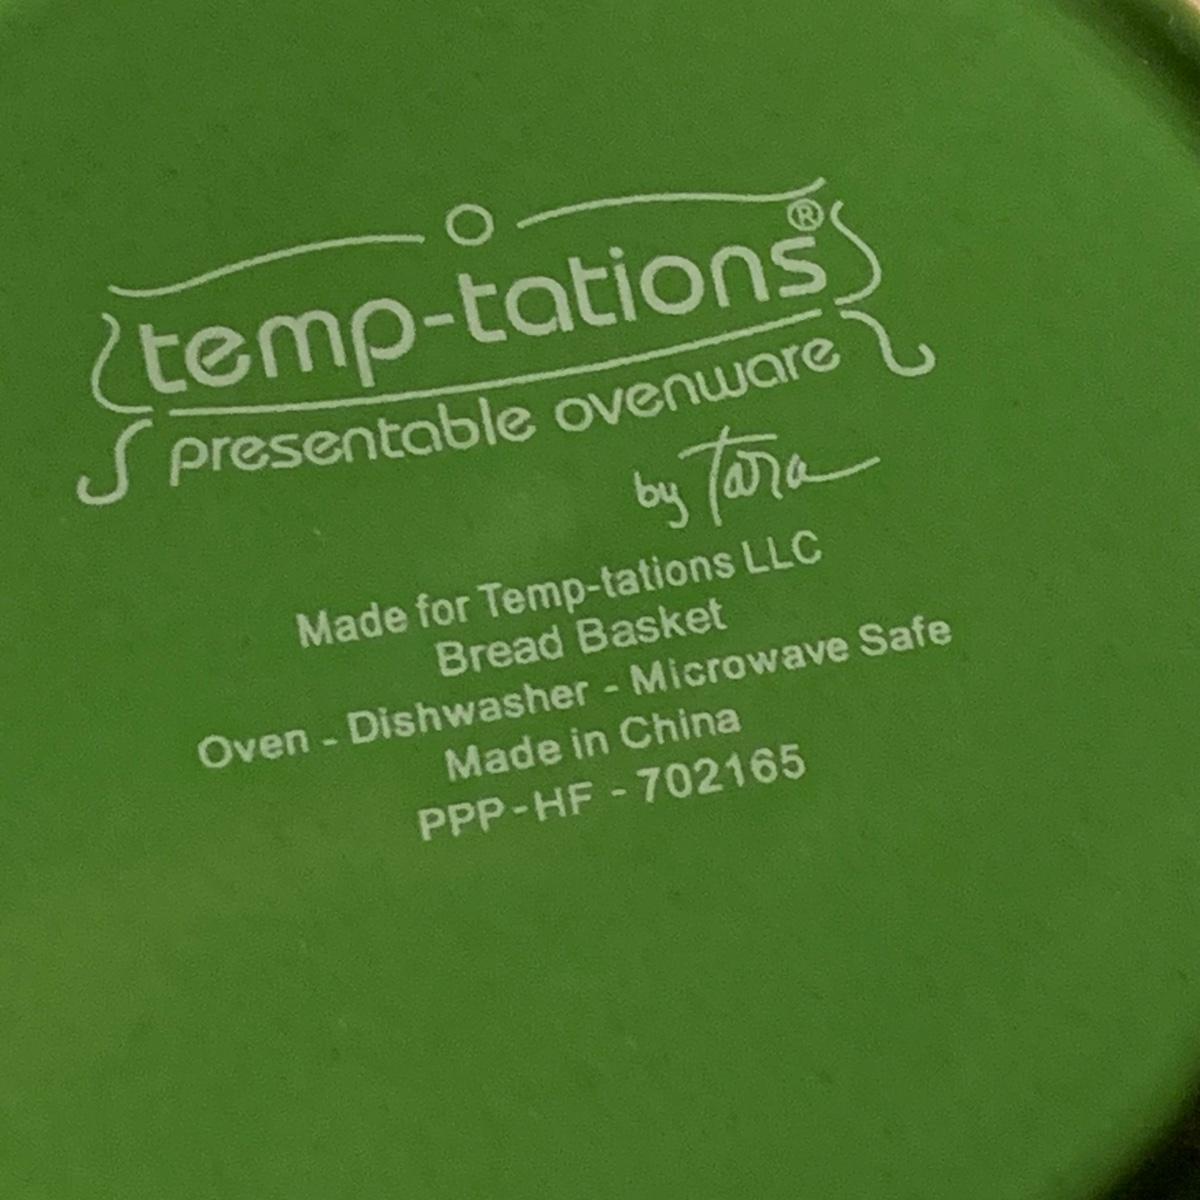 temp-tations®
presentable ovenware
by Tara
Made for Temp-tations LLC
Bread Basket
Oven - Dishwasher - Microwave Safe
Made in China
PPP-HF - 702165